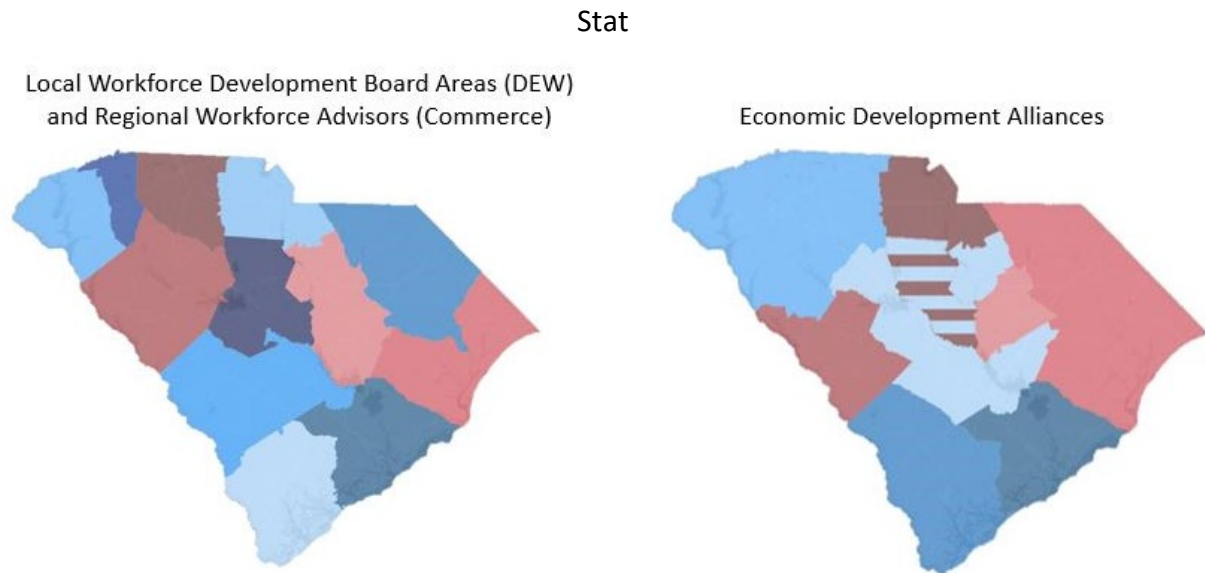 Stat
Local Workforce Development Board Areas (DEW)
and Regional Workforce Advisors (Commerce)
Economic Development Alliances